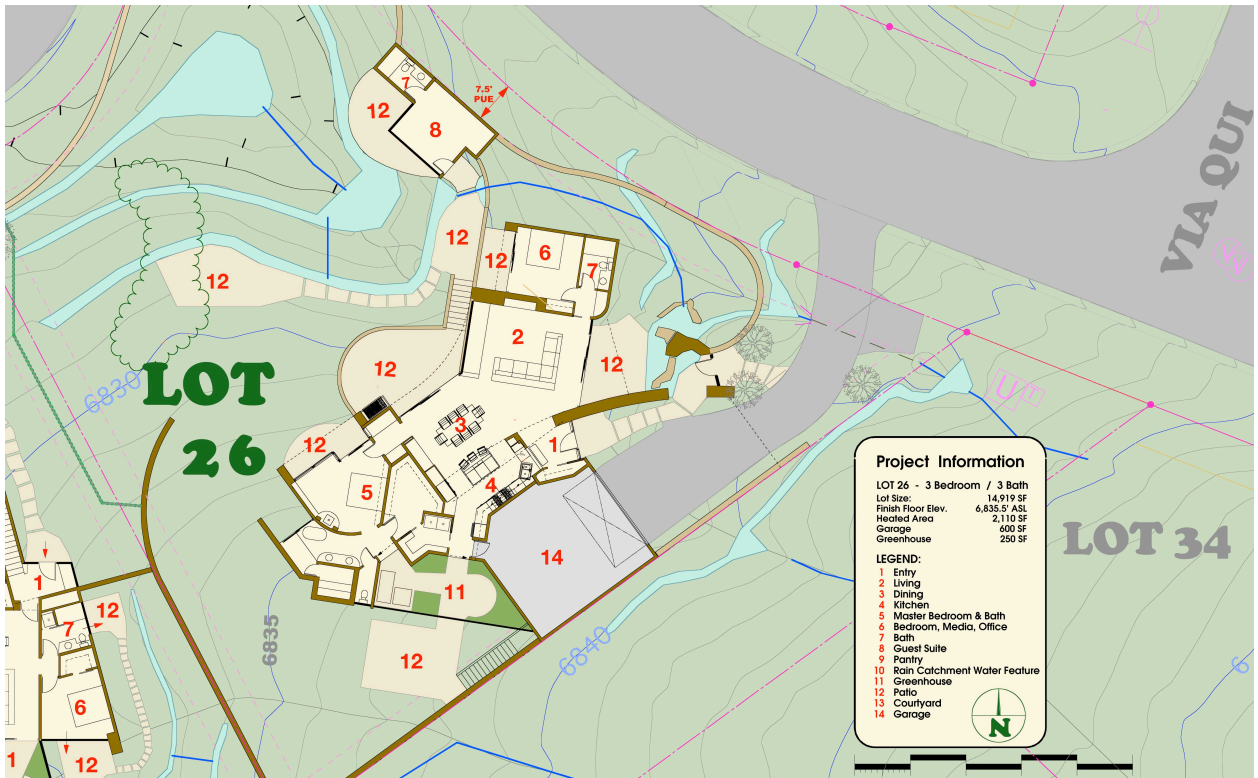 7
7.5'
PUE
12
8
VIA QUI
12
6
12
7
12
2
LOT
26
6830
12
12
3
12
1
5
4
14
11
12
6835
6840
1
7
12
6
1
12
U T
LOT 34
6
Project Information
LOT 26 - 3 Bedroom / 3 Bath
Lot Size: 14,919 SF
Finish Floor Elev. 6,835.5' ASL
Heated Area 2,110 SF
Garage 600 SF
Greenhouse 250 SF
LEGEND:
1 Entry
2 Living
3 Dining
4 Kitchen
5 Master Bedroom & Bath
6 Bedroom, Media, Office
7 Bath
8 Guest Suite
9 Pantry
10 Rain Catchment Water Feature
11 Greenhouse
12 Patio
13 Courtyard
14 Garage
N